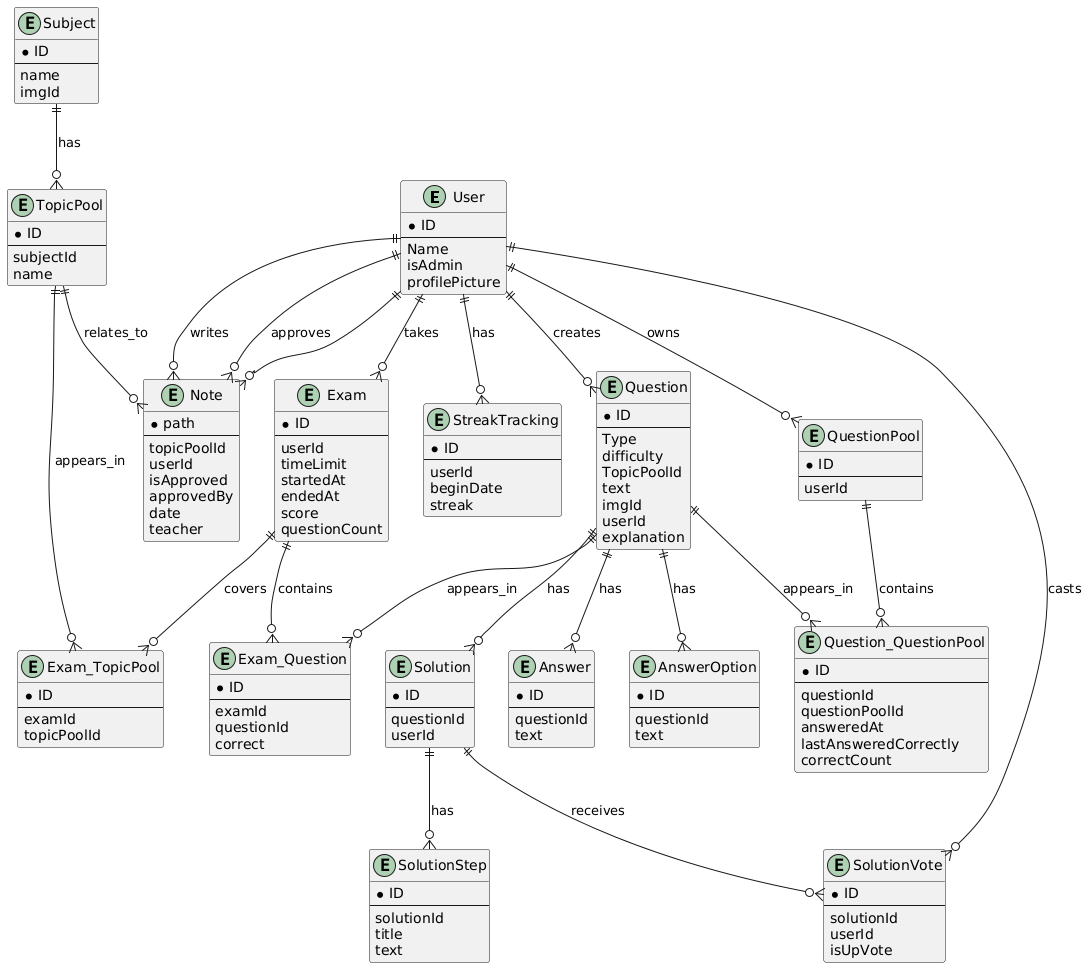 E Subject
* ID
name
imgId
has
E TopicPool
* ID
subjectId
name
E User
* ID
Name
isAdmin
profilePicture
relates_to
writes
approves
takes
has
creates
owns
E Note
* path
topicPoolId
userId
isApproved
approvedBy
date
teacher
E Exam
* ID
userId
timeLimit
startedAt
endedAt
score
questionCount
E StreakTracking
* ID
userId
beginDate
streak
E Question
* ID
Type
difficulty
TopicPoolId
text
imgId
userId
explanation
E QuestionPool
* ID
userId
appears_in
covers
contains
appears_in
has
has
has
appears_in
contains
casts
E Exam_TopicPool
* ID
examId
topicPoolId
E Exam_Question
* ID
examId
questionId
correct
E Solution
* ID
questionId
userId
E Answer
* ID
questionId
text
E AnswerOption
* ID
questionId
text
E Question_QuestionPool
* ID
questionId
questionPoolId
answeredAt
lastAnsweredCorrectly
correctCount
has
receives
E SolutionStep
* ID
solutionId
title
text
E SolutionVote
* ID
solutionId
userId
isUpVote